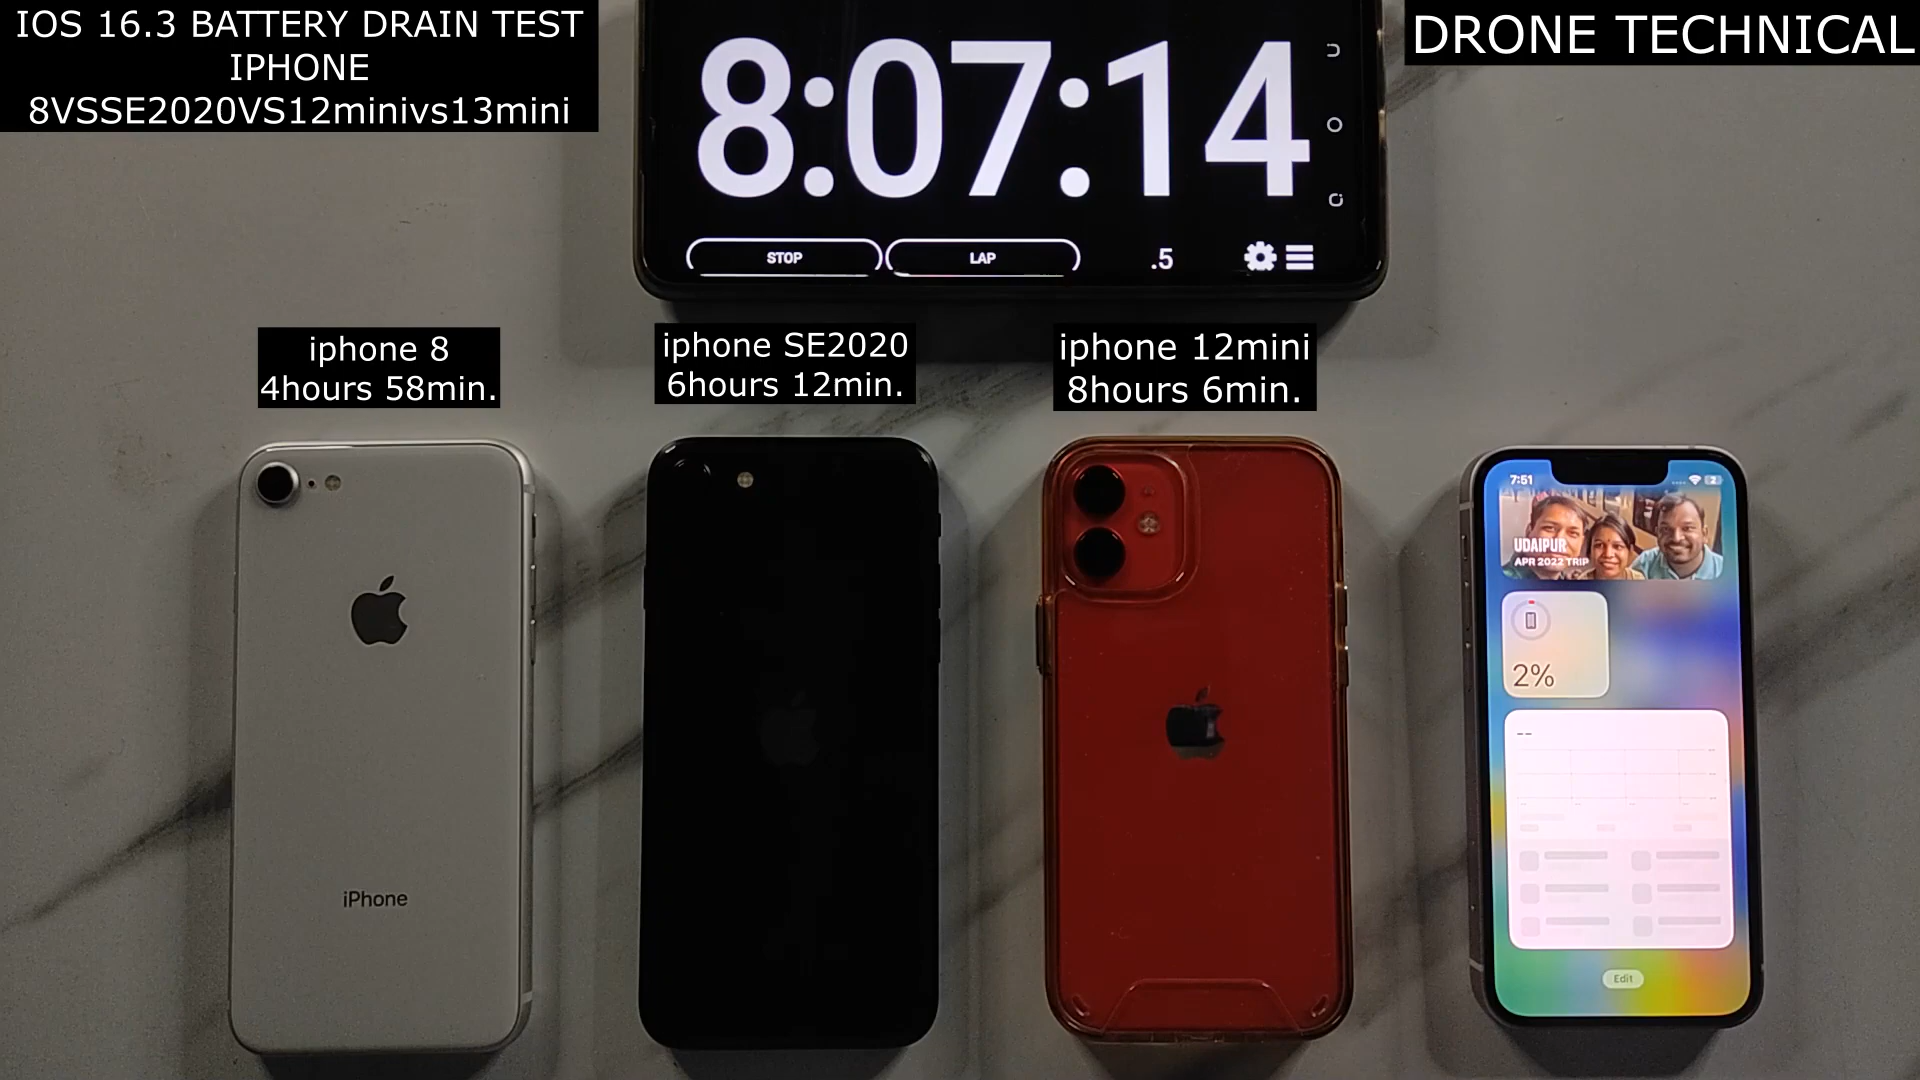 IOS 16.3 BATTERY DRAIN TEST
IPHONE
8VSSE2020VS12minivs13mini
DRONE TECHNICAL
8:07:14
STOP
LAP
.5
iphone 8
4hours 58min.
iphone SE2020
6hours 12min.
iphone 12mini
8hours 6min.
iPhone
7:51
2
UDAIPUR
APR 2022 TRIP
2%
--
Edit